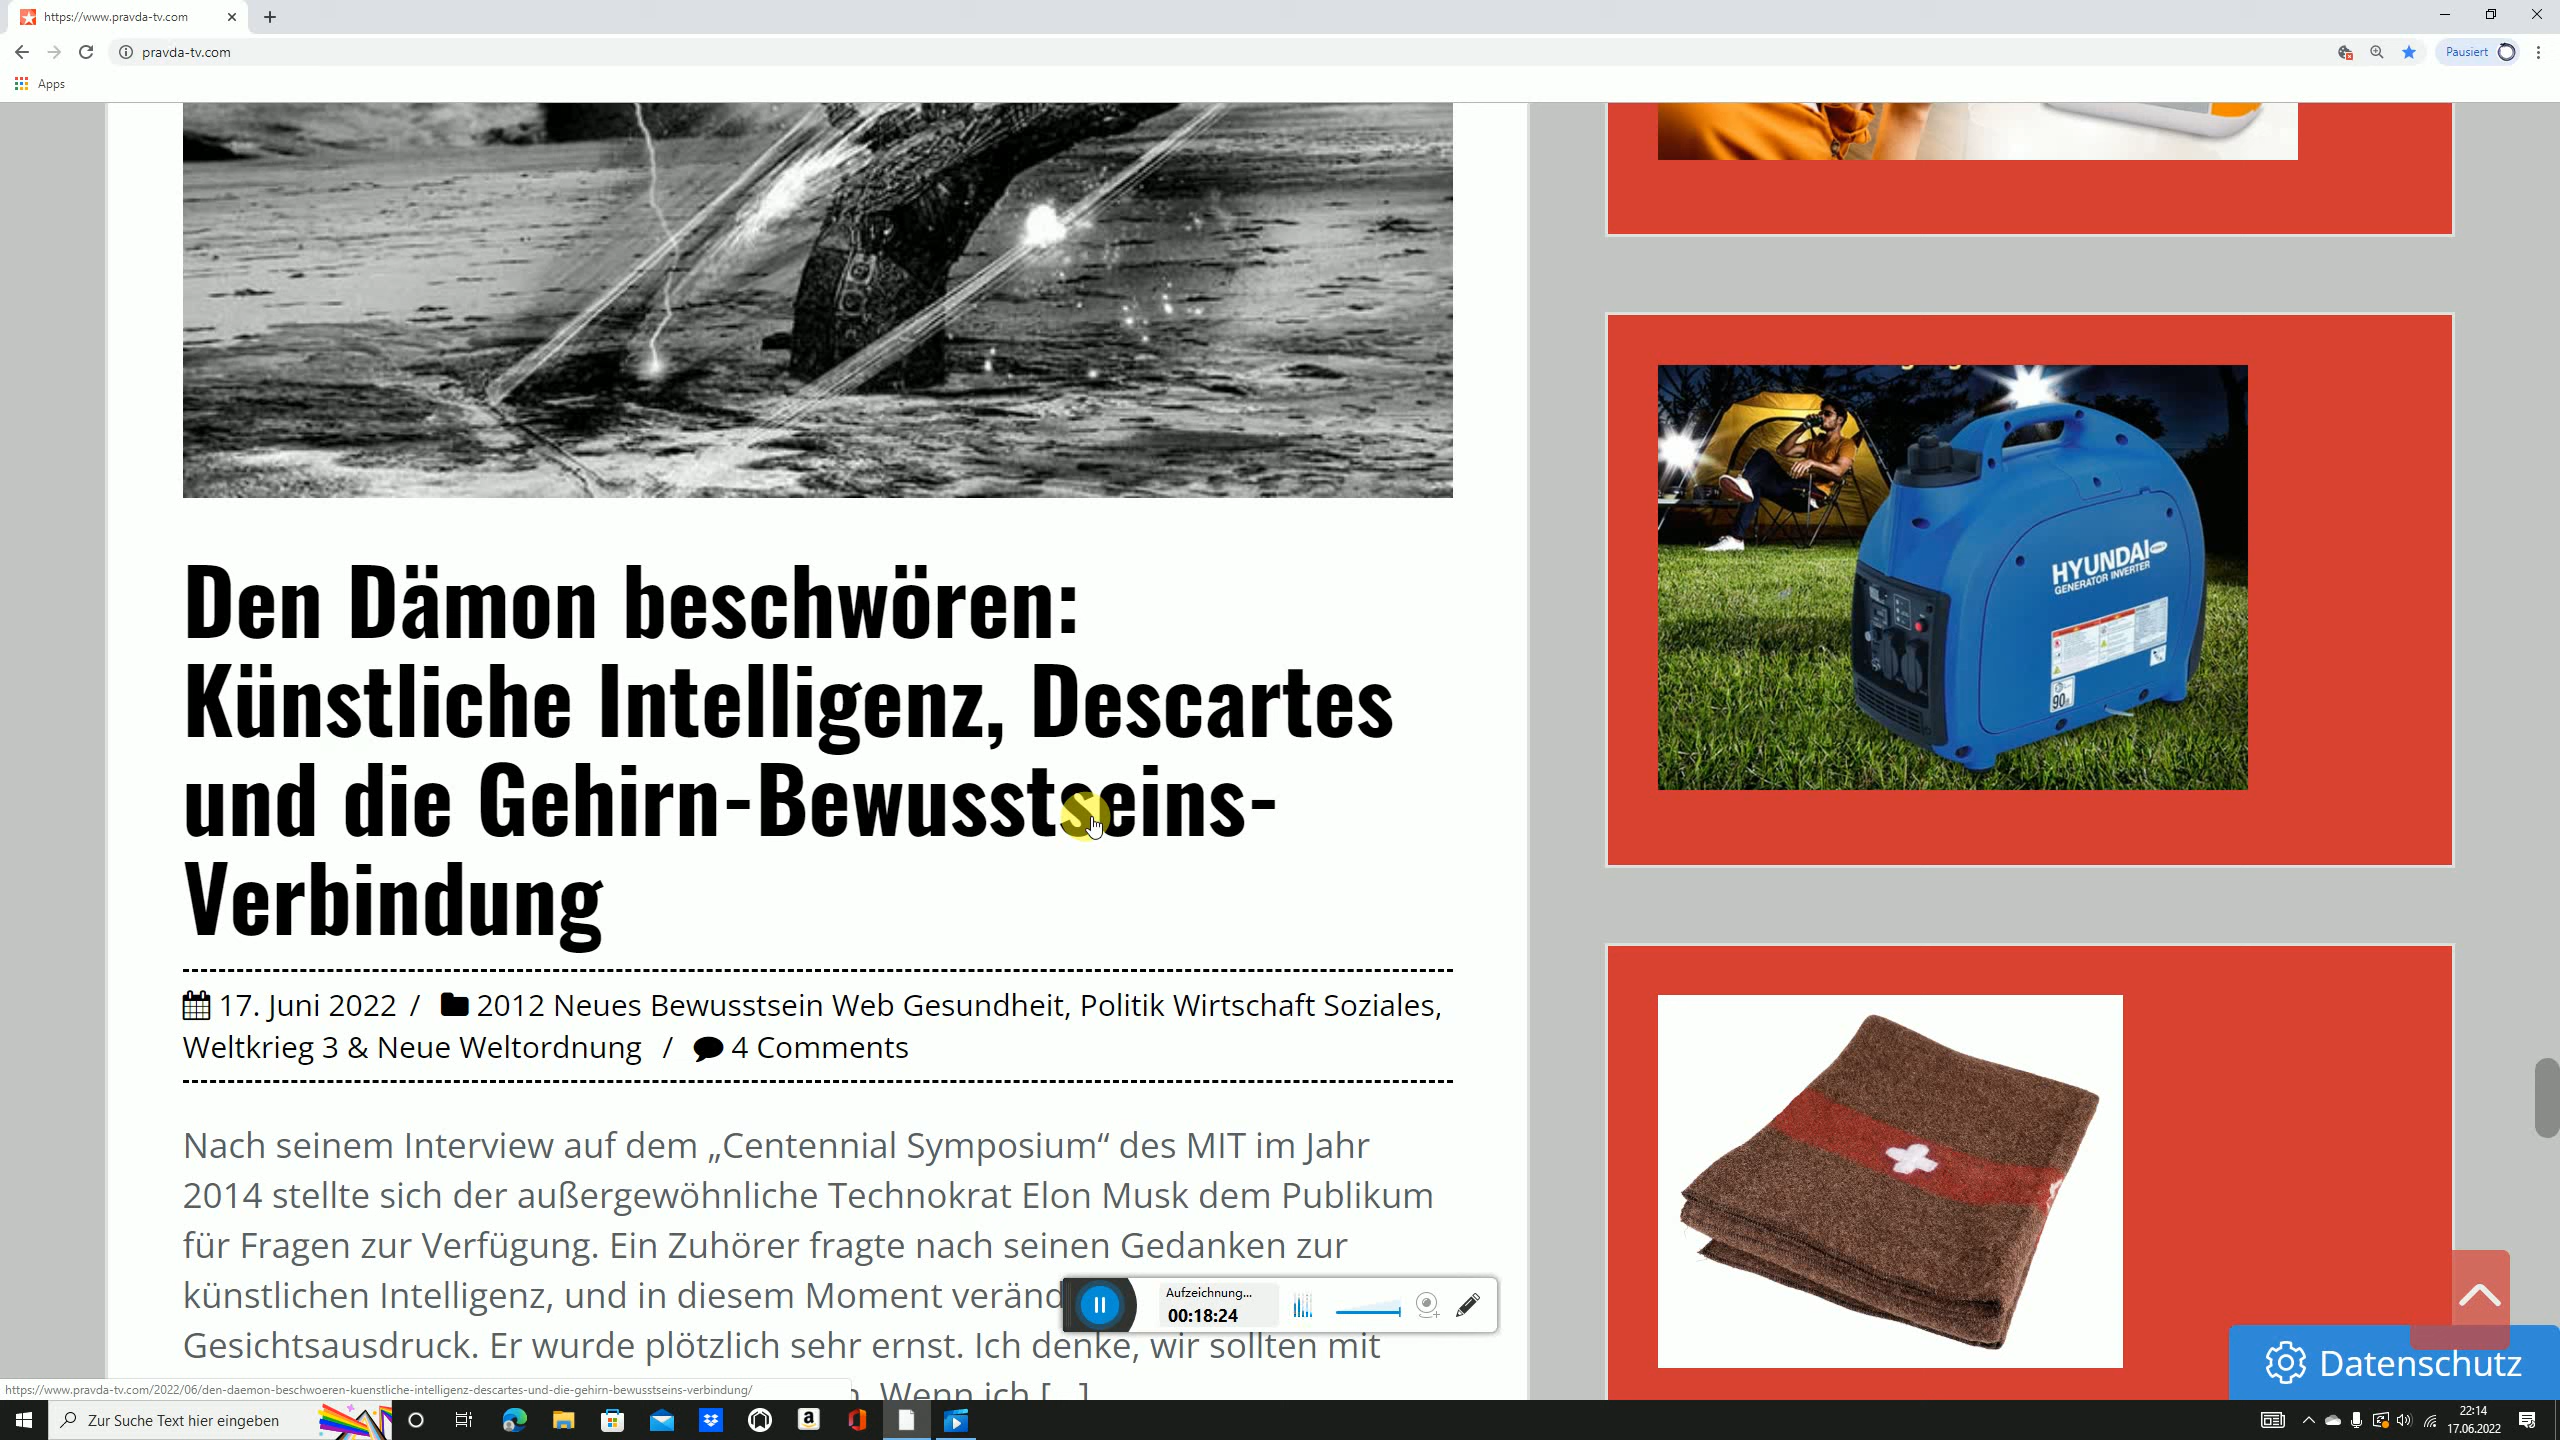 https://www.pravda-tv.com
pravda-tv.com
Pausiert
Apps
HYUNDAI
GENERATOR INVERTER
90
Den Dämon beschwören:
Künstliche Intelligenz, Descartes
und die Gehirn-Bewusstseins-
Verbindung
17. Juni 2022 / 2012 Neues Bewusstsein Web Gesundheit, Politik Wirtschaft Soziales,
Weltkrieg 3 & Neue Weltordnung / 4 Comments
Nach seinem Interview auf dem „Centennial Symposium“ des MIT im Jahr
2014 stellte sich der außergewöhnliche Technokrat Elon Musk dem Publikum
für Fragen zur Verfügung. Ein Zuhörer fragte nach seinen Gedanken zur
künstlichen Intelligenz, und in diesem Moment veränd
Gesichtsausdruck. Er wurde plötzlich sehr ernst. Ich denke, wir sollten mit
Wenn ich [...]
Aufzeichnung...
00:18:24
Datenschutz
https://www.pravda-tv.com/2022/06/den-daemon-beschwoeren-kuenstliche-intelligenz-descartes-und-die-gehirn-bewusstseins-verbindung/
Zur Suche Text hier eingeben
22:14
17.06.2022